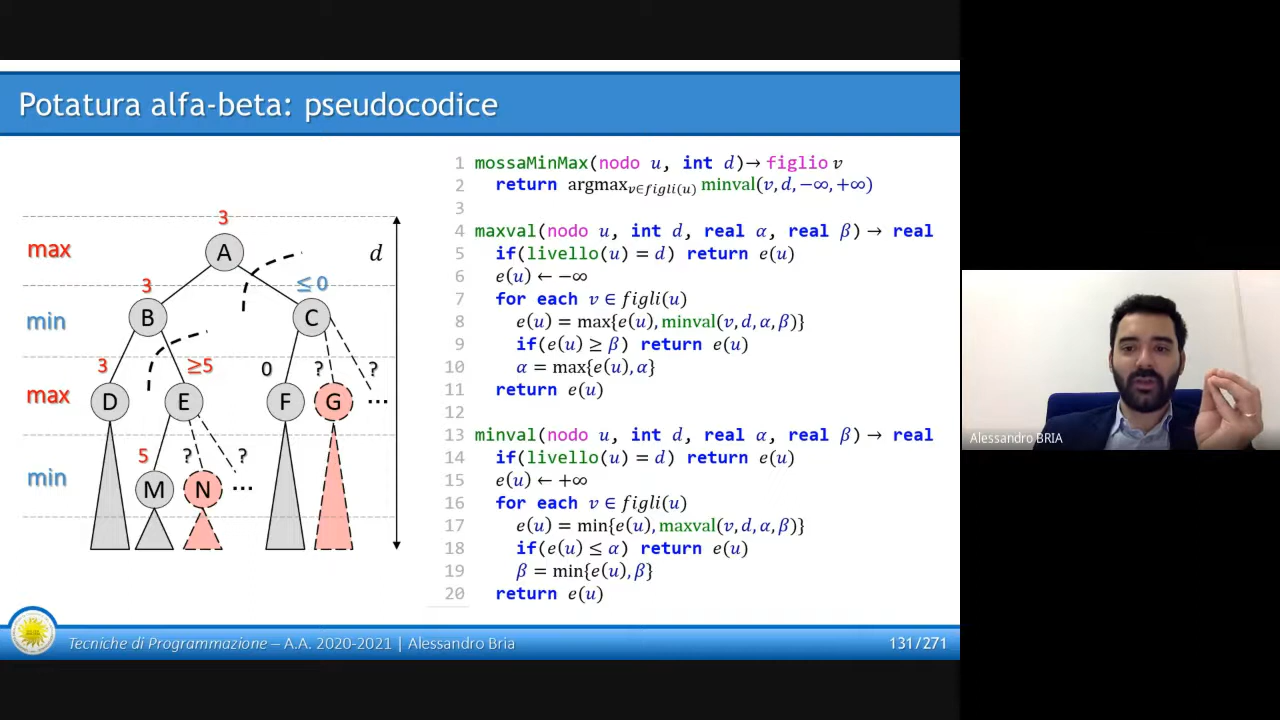 Potatura alfa-beta: pseudocodice
max
min
max
min
3
A
d
3
≤ 0
B
C
3
≥5
0
?
?
D
E
F
G
...
5
?
?
M
N
...
1 mossaMinMax(nodo u, int d)→ figlio v
2 return argmax v∈figli(u) minval(v, d, −∞, +∞)
3
4 maxval(nodo u, int d, real α, real β) → real
5 if(livello(u) = d) return e(u)
6 e(u) ← −∞
7 for each v ∈ figli(u)
8 e(u) = max{e(u), minval(v, d, α, β)}
9 if(e(u) ≥ β) return e(u)
10 α = max{e(u), α}
11 return e(u)
12
13 minval(nodo u, int d, real α, real β) → real
14 if(livello(u) = d) return e(u)
15 e(u) ← +∞
16 for each v ∈ figli(u)
17 e(u) = min{e(u), maxval(v, d, α, β)}
18 if(e(u) ≤ α) return e(u)
19 β = min{e(u), β}
20 return e(u)
Tecniche di Programmazione – A.A. 2020-2021 | Alessandro Bria
131/271
Alessandro BRIA